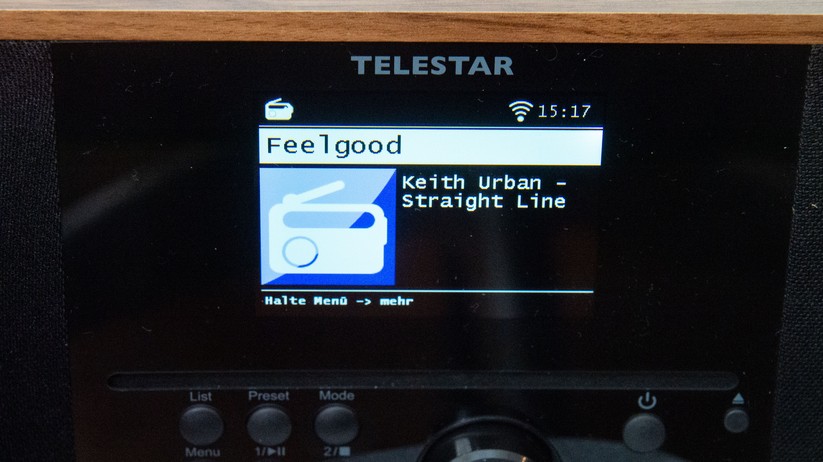 TELESTAR
15:17
Feelgood
Keith Urban –
Straight Line
Halte Menü -> mehr
List Preset Mode
Menu 1/▶II 2/■